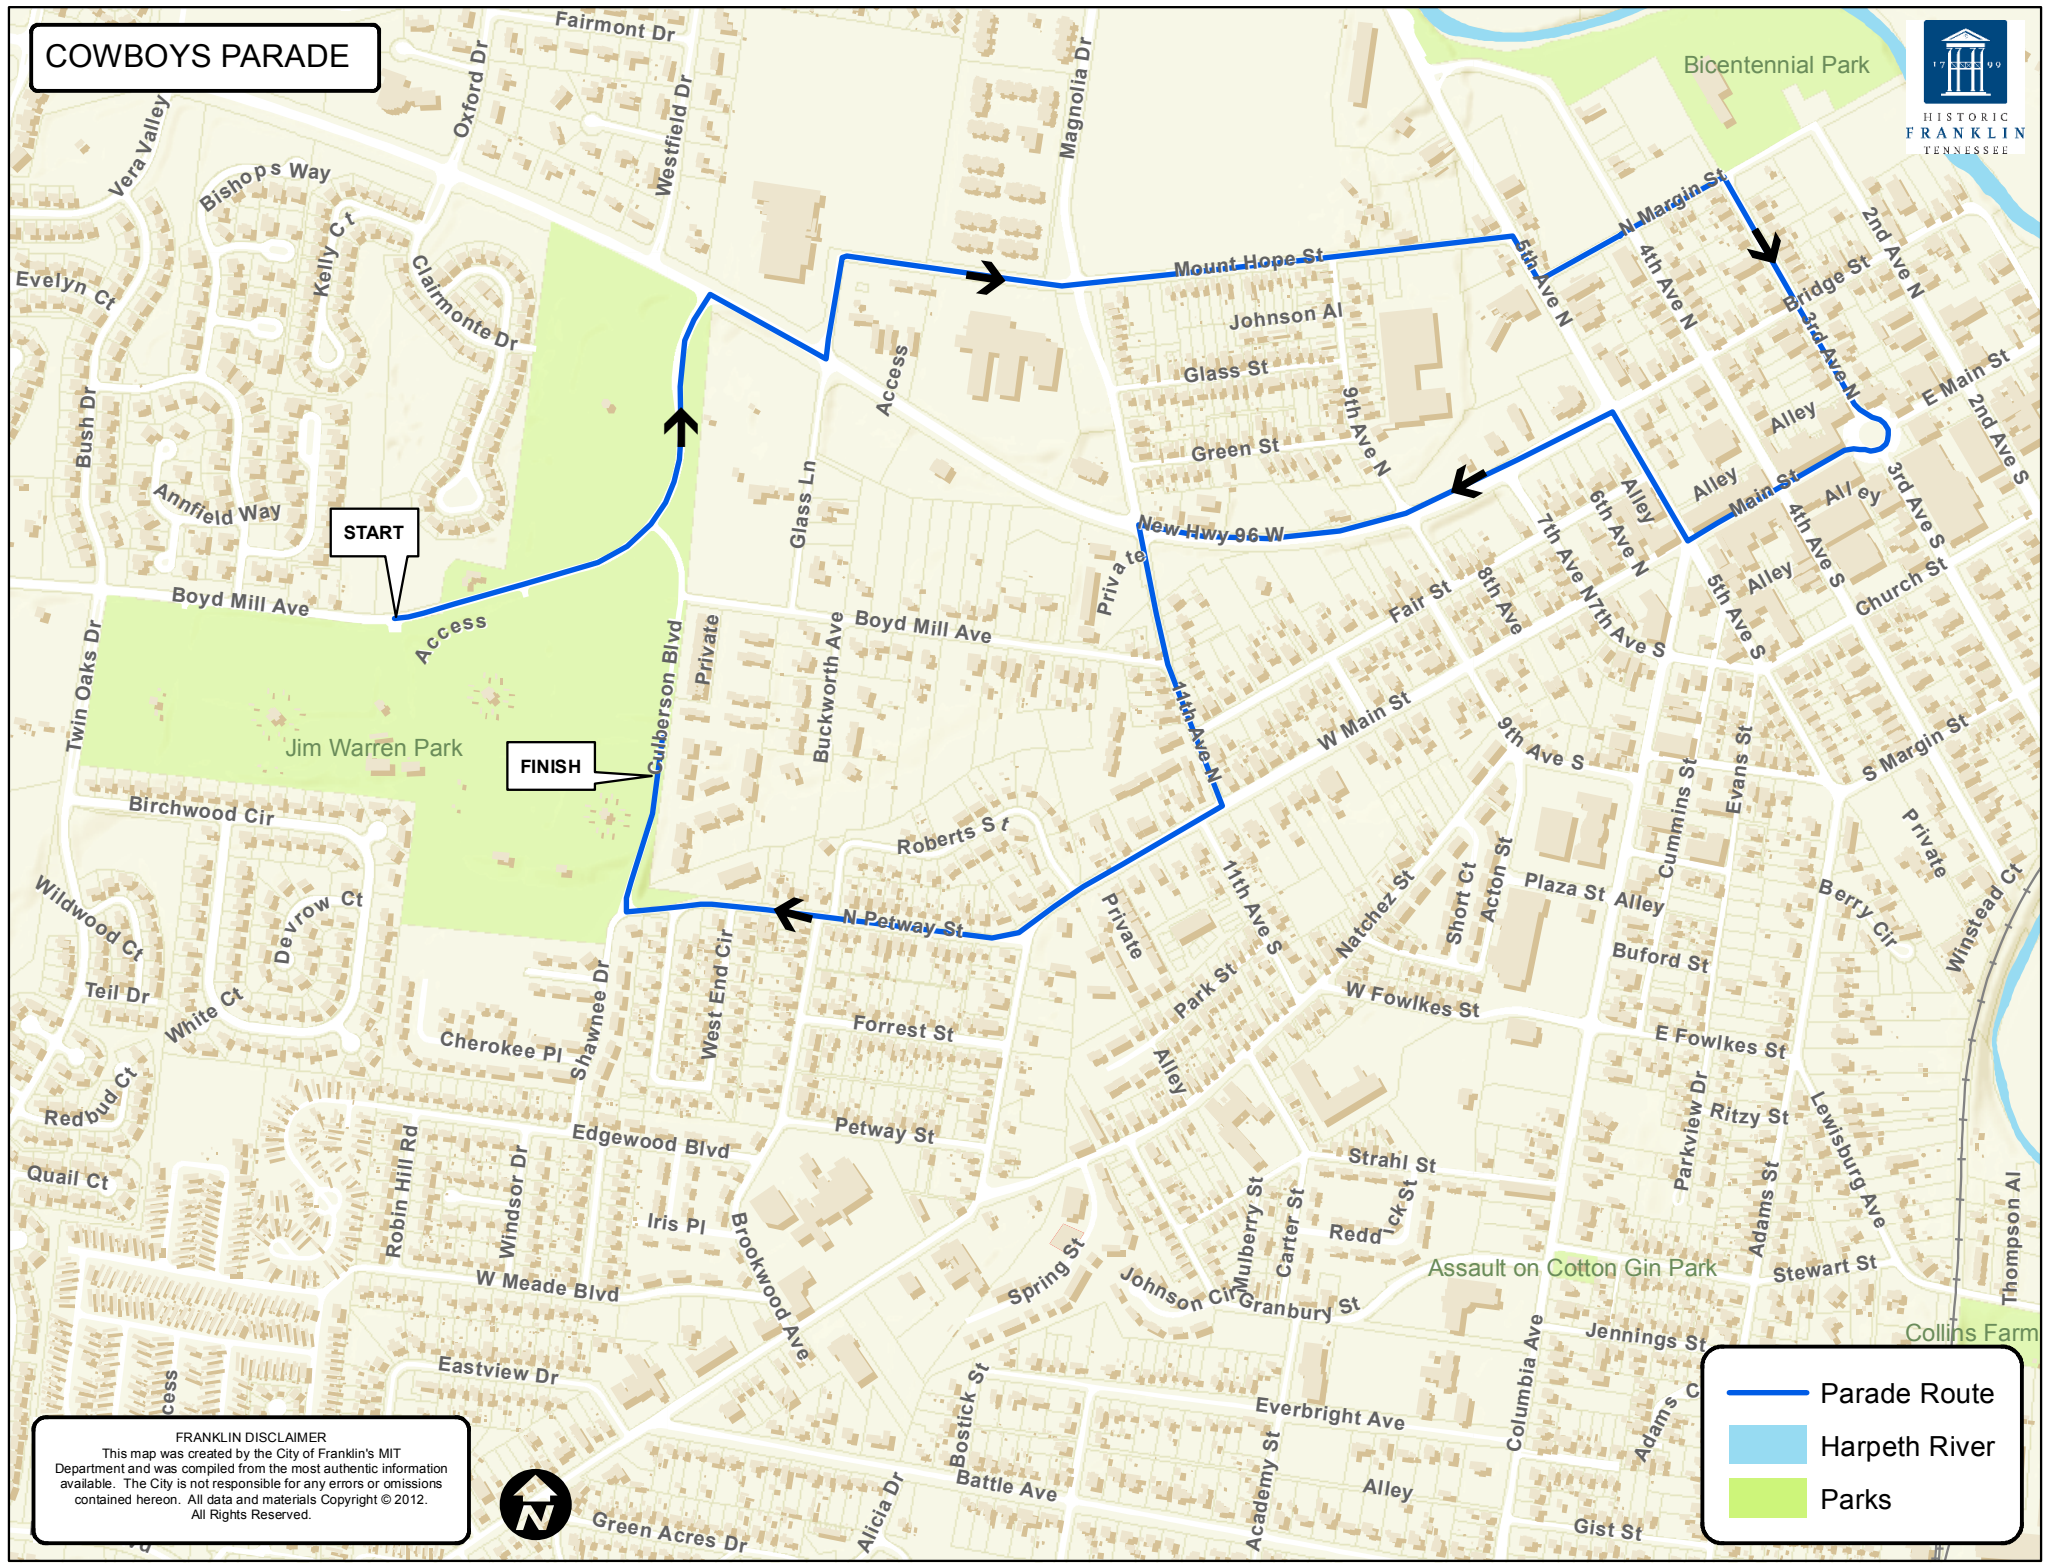 COWBOYS PARADE
Fairmont Dr
Oxford Dr
Westfield Dr
Magnolia Dr
Bicentennial Park
17 99
HISTORIC
FRANKLIN
TENNESSEE
Vera Valley
Bishops Way
Kelly Ct
Clairmonte Dr
Evelyn Ct
Bush Dr
Annfield Way
START
Boyd Mill Ave
Access
Twin Oaks Dr
Jim Warren Park
FINISH
Culberson Blvd
Private
Glass Ln
Access
Buckworth Ave
Boyd Mill Ave
Mount Hope St
Johnson Al
Glass St
Green St
9th Ave N
5th Ave N
N Margin St
4th Ave N
2nd Ave N
Bridge St
3rd Ave N
E Main St
2nd Ave S
Alley
Alley
Main St
Alley
3rd Ave S
4th Ave S
Alley
Church St
5th Ave S
Alley
6th Ave N
7th Ave N
7th Ave S
8th Ave
Fair St
New Hwy 96 W
Private
11th Ave N
W Main St
9th Ave S
Cummins St
Evans St
S Margin St
Private
Winstead Ct
Berry Cir
Birchwood Cir
Wildwood Ct
Devrow Ct
Teil Dr
White Ct
Redbud Ct
Quail Ct
Cherokee Pl
Shawnee Dr
West End Cir
Roberts St
N Petway St
Private
11th Ave S
Natchez St
Short Ct
Acton St
Plaza St
Alley
Buford St
Park St
Alley
W Fowlkes St
E Fowlkes St
Forrest St
Petway St
Edgewood Blvd
Robin Hill Rd
Windsor Dr
Iris Pl
Brookwood Ave
W Meade Blvd
Eastview Dr
Spring St
Johnson Cir
Mulberry St
Carter St
Strahl St
Reddick St
Granbury St
Parkview Dr
Ritzy St
Adams St
Lewisburg Ave
Assault on Cotton Gin Park
Stewart St
Thompson Al
Collins Farm
Jennings St
Columbia Ave
Adams C
Everbright Ave
Bostick St
Battle Ave
Academy St
Alley
Gist St
Alicia Dr
Green Acres Dr
cess
FRANKLIN DISCLAIMER
This map was created by the City of Franklin's MIT
Department and was compiled from the most authentic information
available. The City is not responsible for any errors or omissions
contained hereon. All data and materials Copyright © 2012.
All Rights Reserved.
N
Parade Route
Harpeth River
Parks